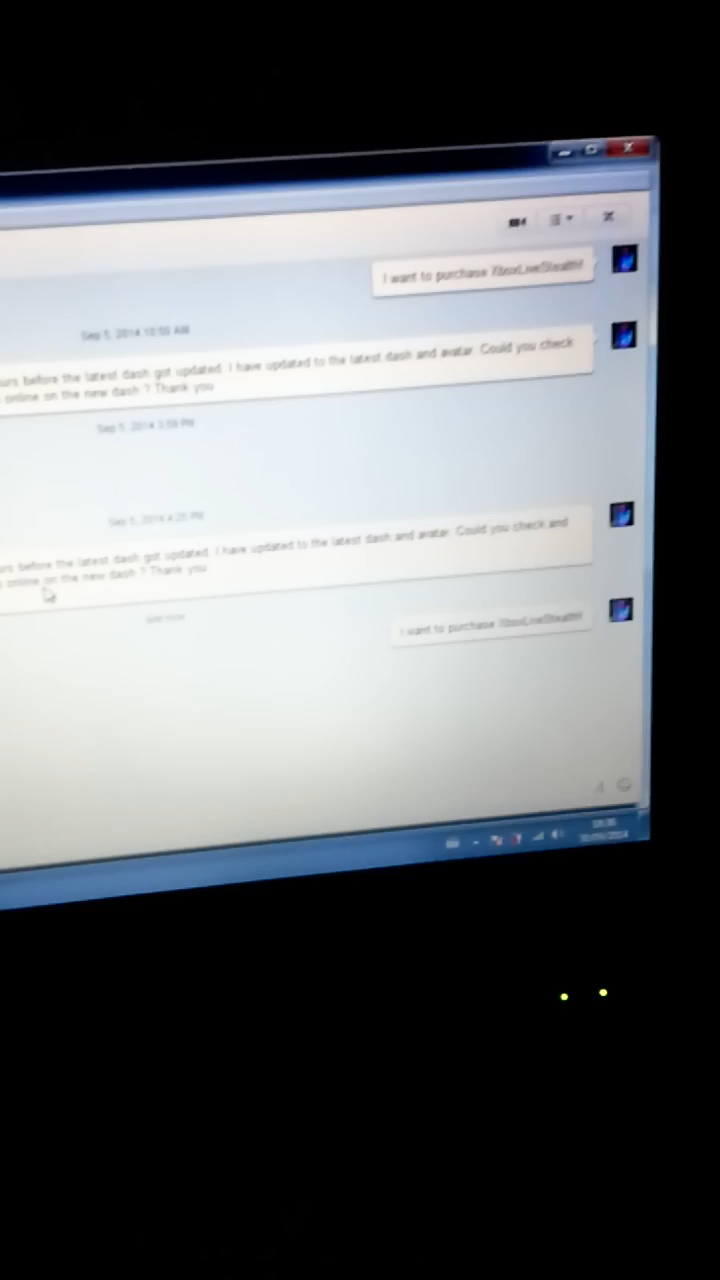 I want to purchase XboxLiveStealth!
Sep 5, 2014 10:50 AM
urs before the latest dash got updated. I have updated to the latest dash and avatar. Could you check
online on the new dash ? Thank you
Sep 5, 2014 3:59 PM
Sep 5, 2014 4:20 PM
urs before the latest dash got updated. I have updated to the latest dash and avatar. Could you check and
online on the new dash ? Thank you
I want to purchase XboxLiveStealth!